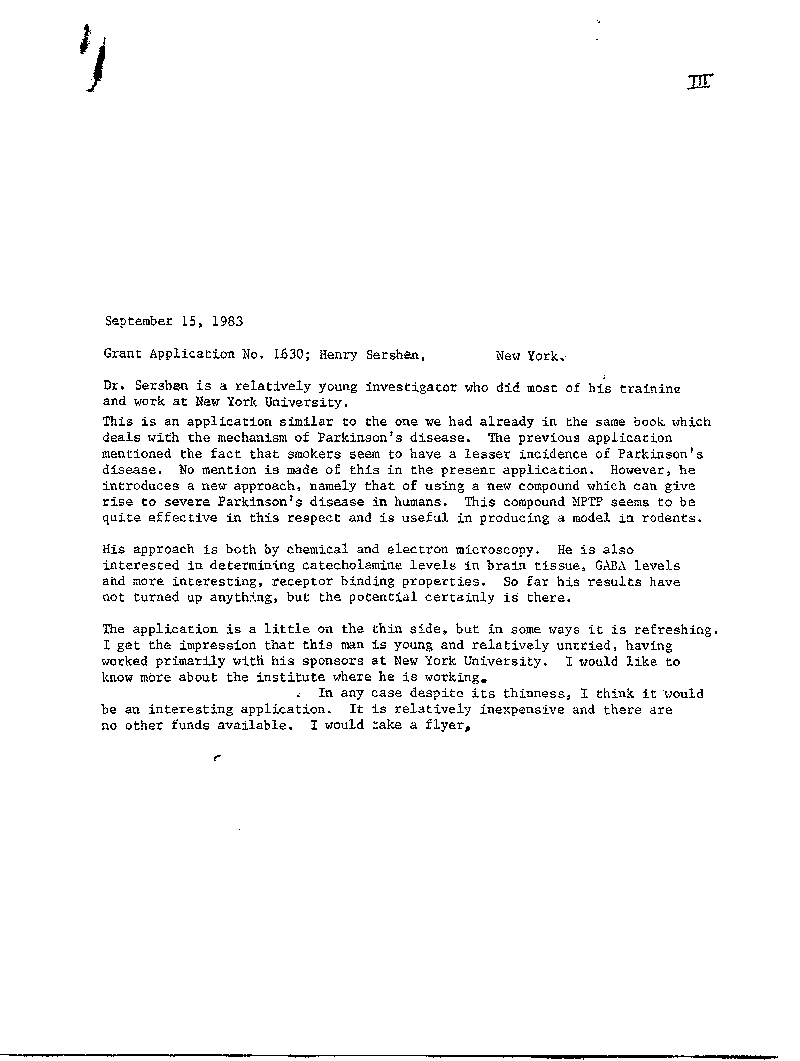 III
September 15, 1983
Grant Application No. 1630; Henry Sershen, New York.
Dr. Sershen is a relatively young investigator who did most of his training
and work at New York University.
This is an application similar to the one we had already in the same book which
deals with the mechanism of Parkinson's disease. The previous application
mentioned the fact that smokers seem to have a lesser incidence of Parkinson's
disease. No mention is made of this in the present application. However, he
introduces a new approach, namely that of using a new compound which can give
rise to severe Parkinson's disease in humans. This compound MPTP seems to be
quite effective in this respect and is useful in producing a model in rodents.
His approach is both by chemical and electron microscopy. He is also
interested in determining catecholamine levels in brain tissue, GABA levels
and more interesting, receptor binding properties. So far his results have
not turned up anything, but the potential certainly is there.
The application is a little on the thin side, but in some ways it is refreshing.
I get the impression that this man is young and relatively untried, having
worked primarily with his sponsors at New York University. I would like to
know more about the institute where he is working.
In any case despite its thinness, I think it would
be an interesting application. It is relatively inexpensive and there are
no other funds available. I would take a flyer.